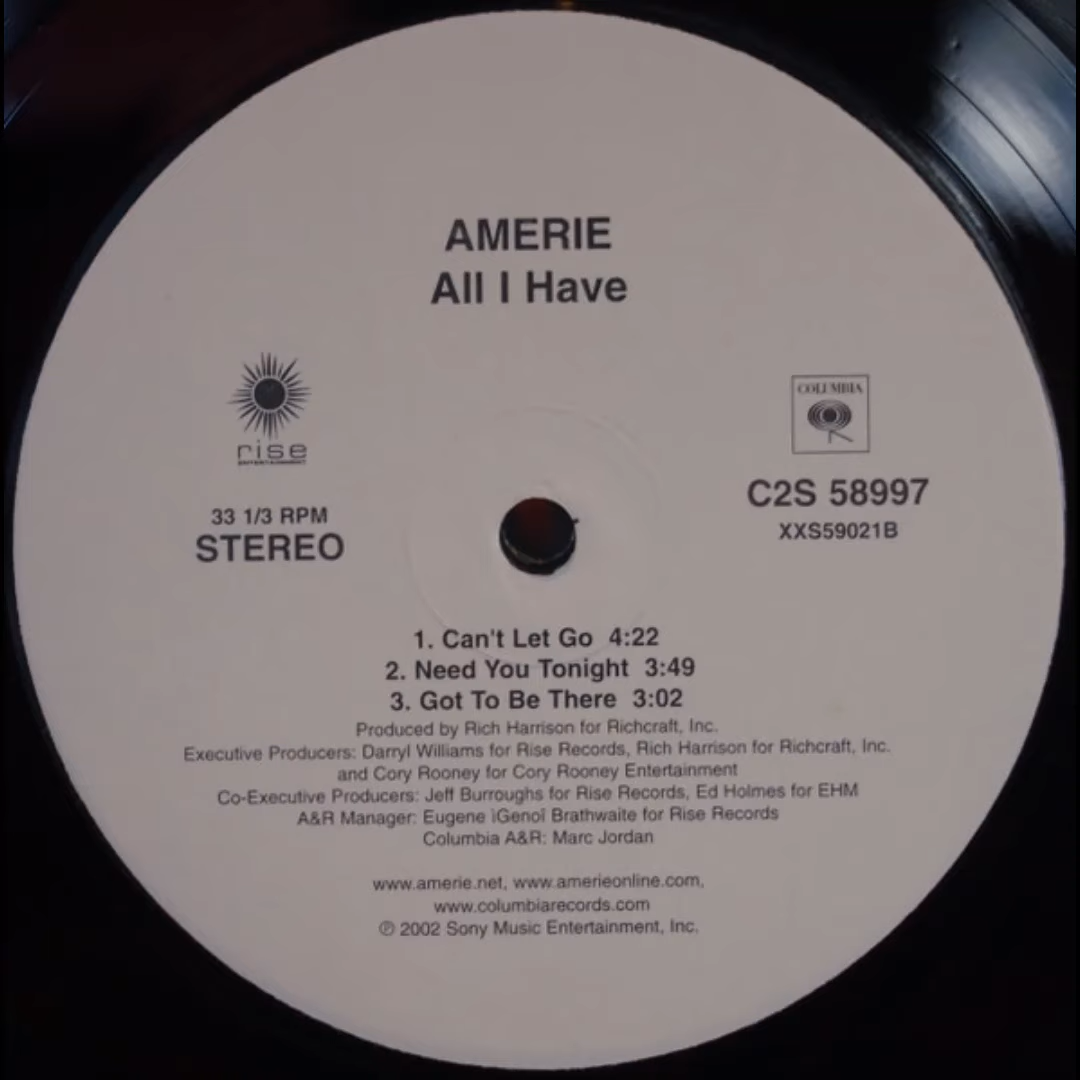 AMERIE
All I Have
rise
ENTERTAINMENT
COLUMBIA
33 1/3 RPM
STEREO
C2S 58997
XXS59021B
1. Can't Let Go 4:22
2. Need You Tonight 3:49
3. Got To Be There 3:02
Produced by Rich Harrison for Richcraft, Inc.
Executive Producers: Darryl Williams for Rise Records, Rich Harrison for Richcraft, Inc.
and Cory Rooney for Cory Rooney Entertainment
Co-Executive Producers: Jeff Burroughs for Rise Records, Ed Holmes for EHM
A&R Manager: Eugene ìGenoî Brathwaite for Rise Records
Columbia A&R: Marc Jordan
www.amerie.net, www.amerieonline.com,
www.columbiarecords.com
℗ 2002 Sony Music Entertainment, Inc.